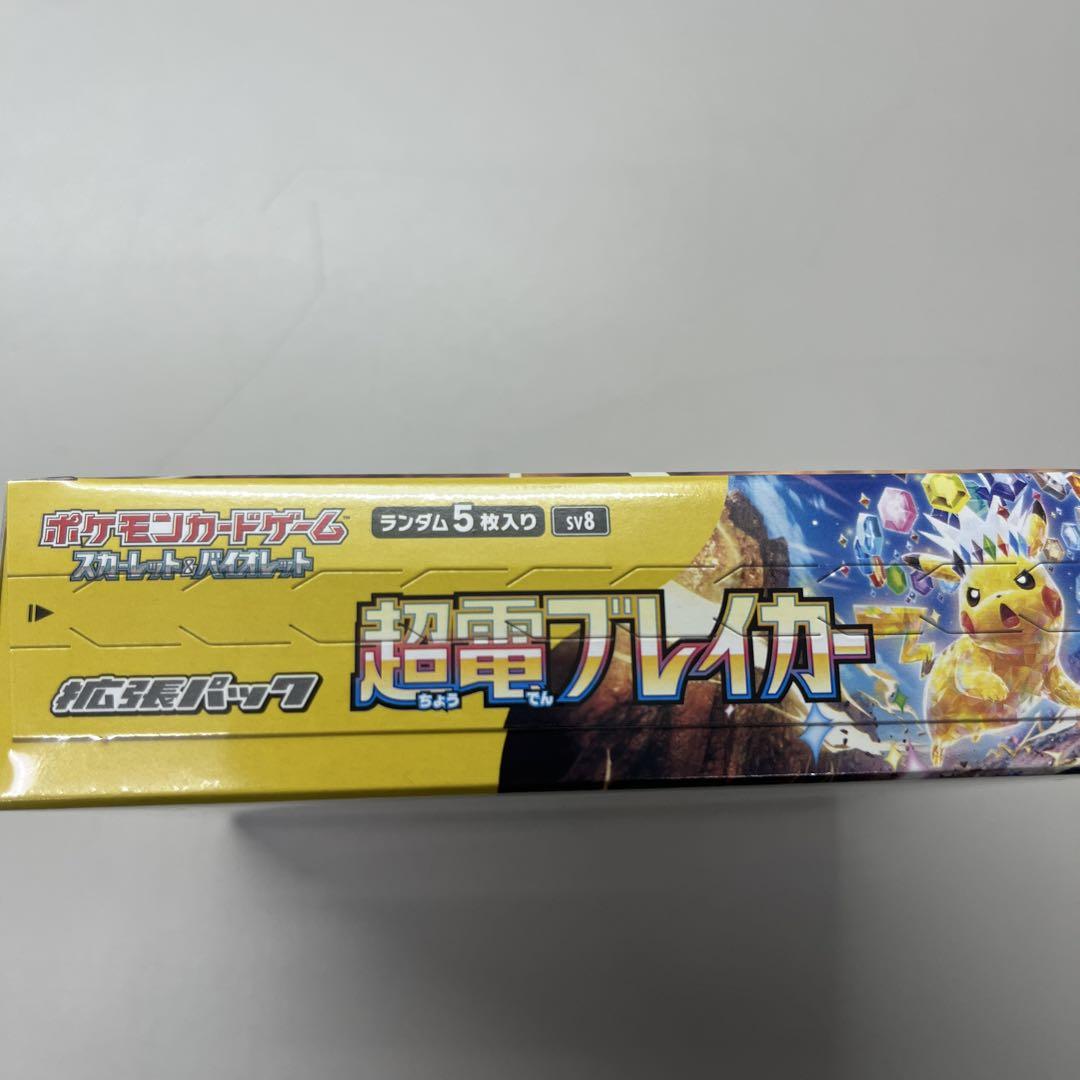 ポケモンカードゲーム™
スカーレット&バイオレット
ランダム5枚入り
SV8
拡張パック
超電ブレイカー
ちょう でん